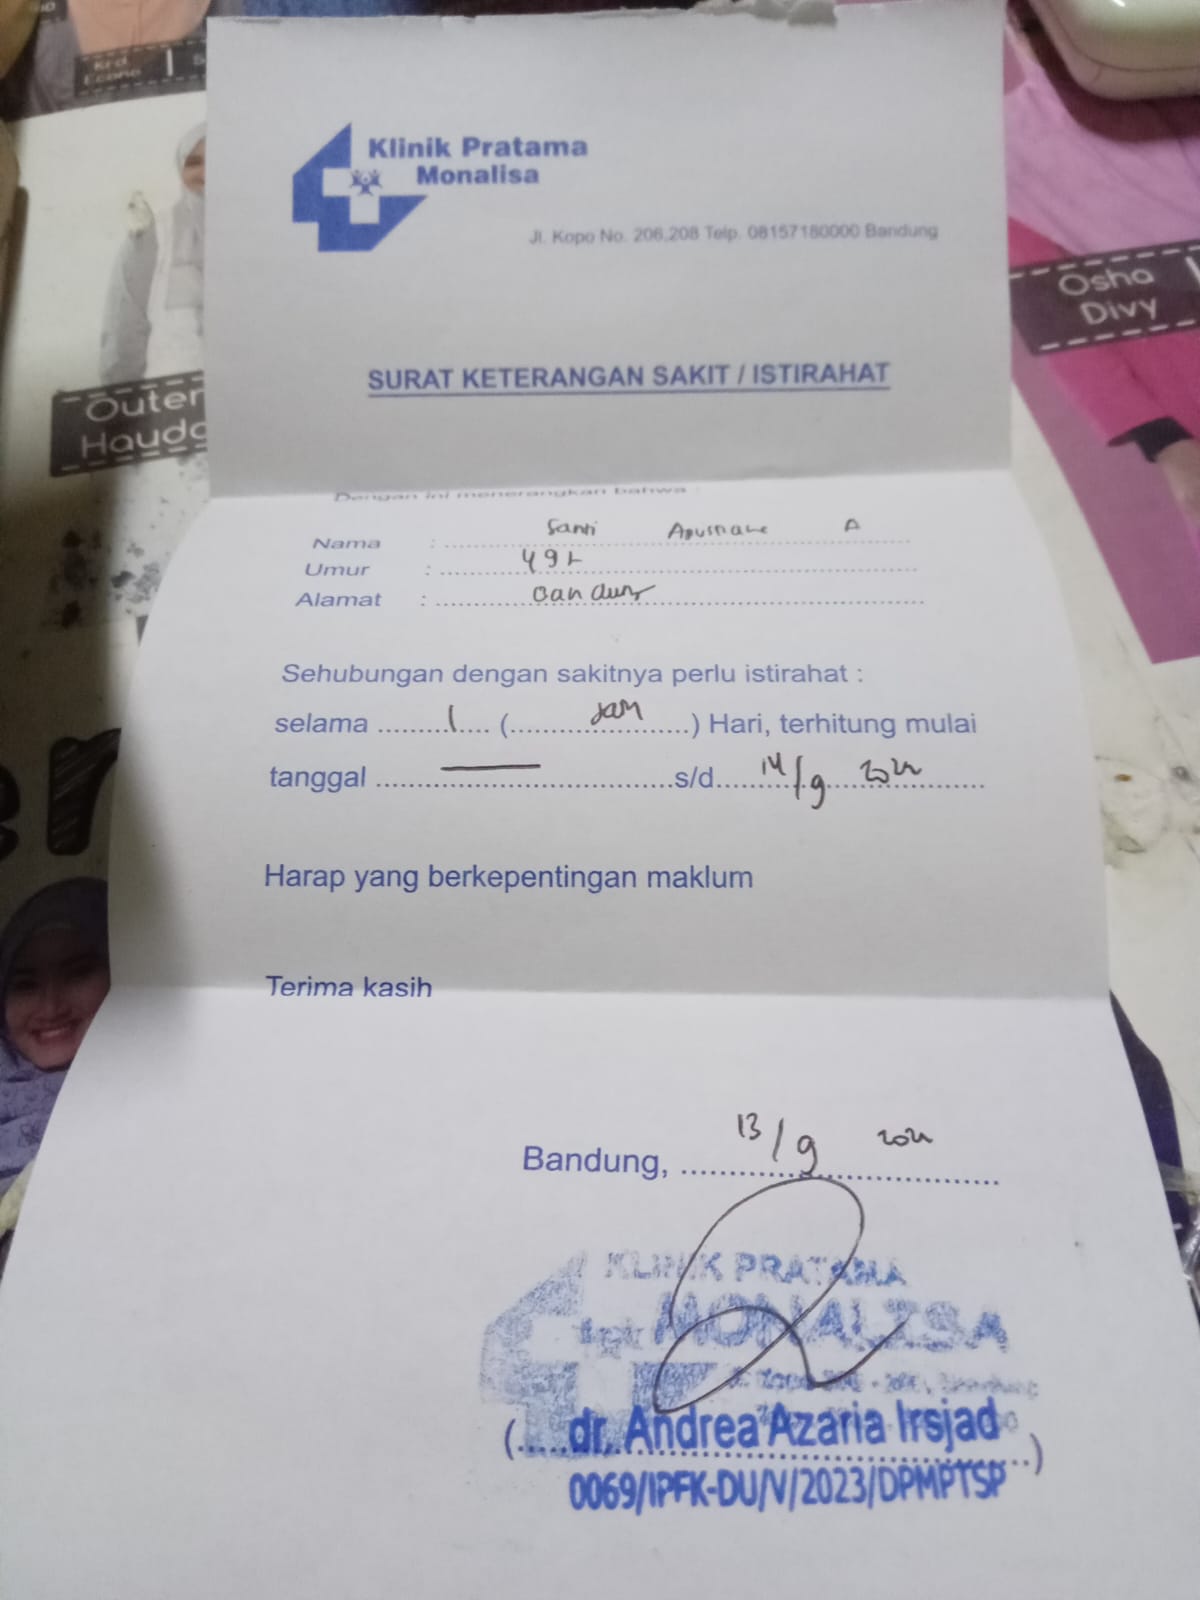 Krd.
Econo
Klinik Pratama
Monalisa
Jl. Kopo No. 206,208 Telp. 08157180000 Bandung
Osha
Divy
SURAT KETERANGAN SAKIT / ISTIRAHAT
Outer
Dengan ini menerangkan bahwa :
Nama : Santi A
Umur : 49
Alamat : Bandung
Sehubungan dengan sakitnya perlu istirahat :
selama 1 ( ) Hari, terhitung mulai
tanggal — s/d 14/9
Harap yang berkepentingan maklum
Terima kasih
Bandung, 13/9
KLINIK PRATAMA
MONALISA
(dr. Andrea Azaria Irsjad)
0069/IPFK-DU/V/2023/DPMPTSP